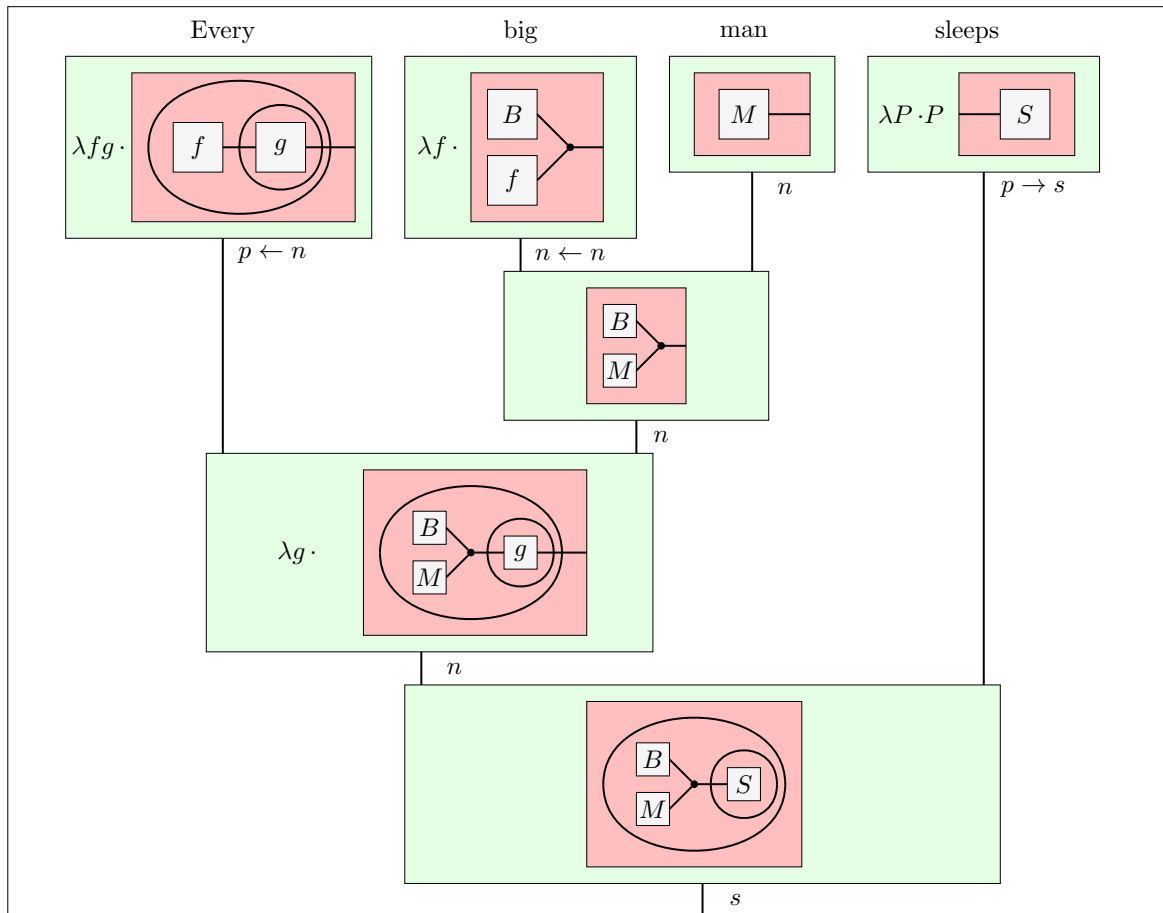 Every big man sleeps
λfg · f g
λf · B f
M
λP · P S
n
p → s
p ← n
n ← n
B
M
n
λg · B M g
n
B
M
S
s